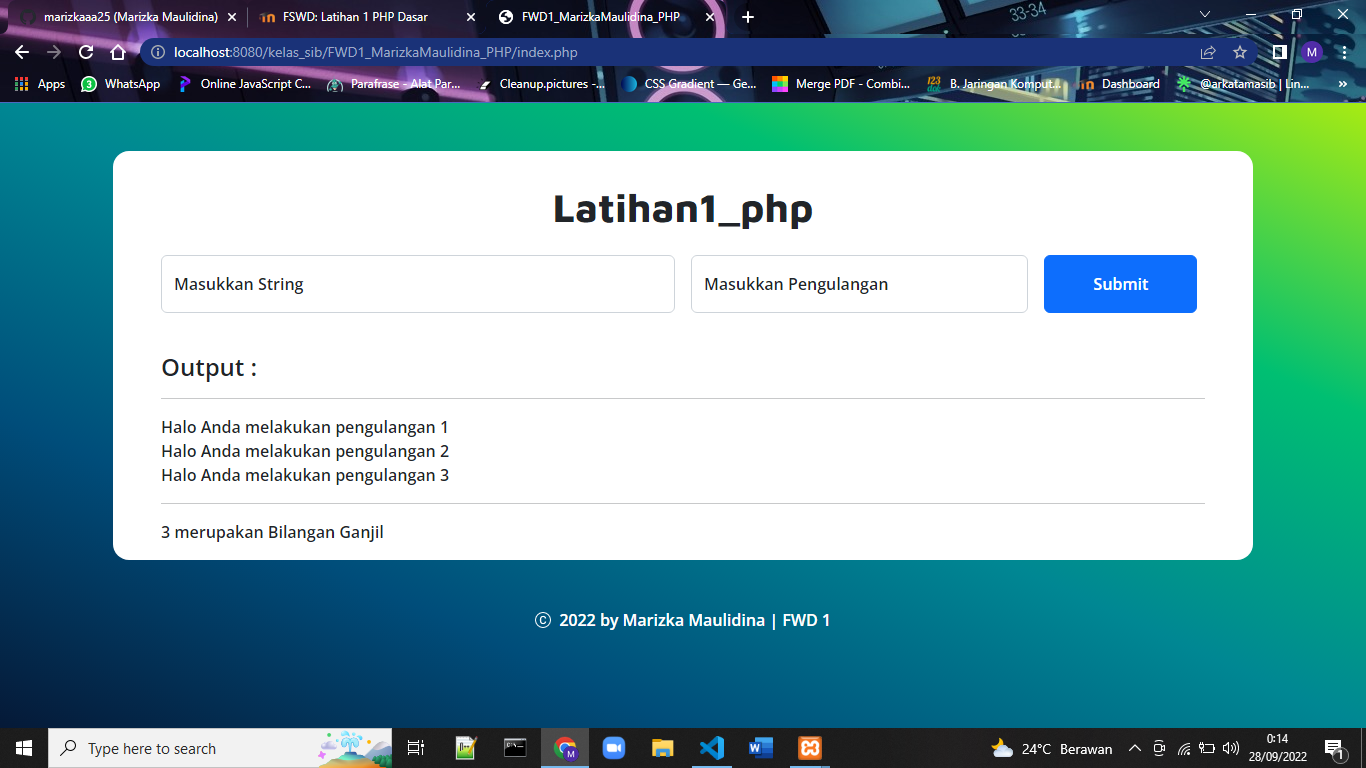 marizkaaa25 (Marizka Maulidina)
FSWD: Latihan 1 PHP Dasar
FWD1_MarizkaMaulidina_PHP
33-34
localhost:8080/kelas_sib/FWD1_MarizkaMaulidina_PHP/index.php
M
Apps
3
WhatsApp
Online JavaScript C...
Parafrase - Alat Par...
Cleanup.pictures -...
CSS Gradient — Ge...
Merge PDF - Combi...
123 doc
B. Jaringan Komput...
Dashboard
@arkatamasib | Lin...
»
Latihan1_php
Masukkan String
Masukkan Pengulangan
Submit
Output :
Halo Anda melakukan pengulangan 1
Halo Anda melakukan pengulangan 2
Halo Anda melakukan pengulangan 3
3 merupakan Bilangan Ganjil
© 2022 by Marizka Maulidina | FWD 1
Type here to search
M
24°C Berawan
0:14
28/09/2022
1